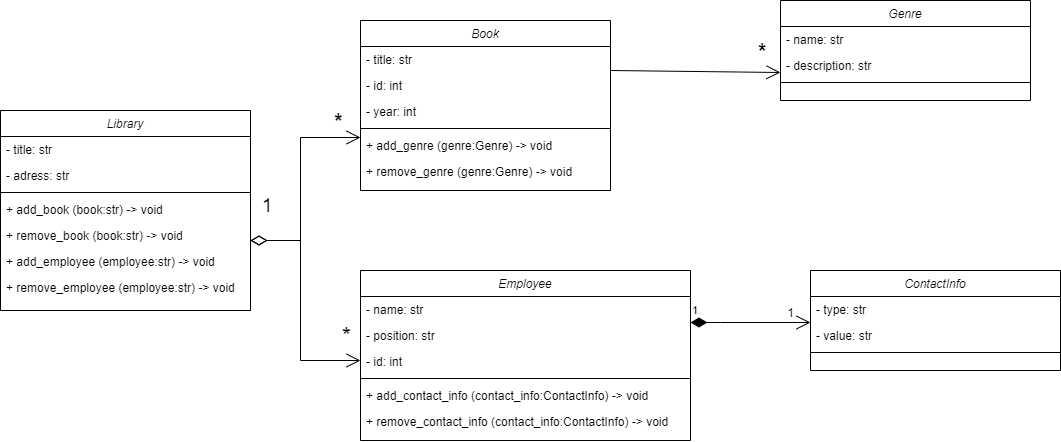 Library
- title: str
- adress: str
+ add_book (book:str) -> void
+ remove_book (book:str) -> void
+ add_employee (employee:str) -> void
+ remove_employee (employee:str) -> void
1
*
*
Book
- title: str
- id: int
- year: int
+ add_genre (genre:Genre) -> void
+ remove_genre (genre:Genre) -> void
*
Genre
- name: str
- description: str
Employee
- name: str
- position: str
- id: int
+ add_contact_info (contact_info:ContactInfo) -> void
+ remove_contact_info (contact_info:ContactInfo) -> void
1
1
ContactInfo
- type: str
- value: str